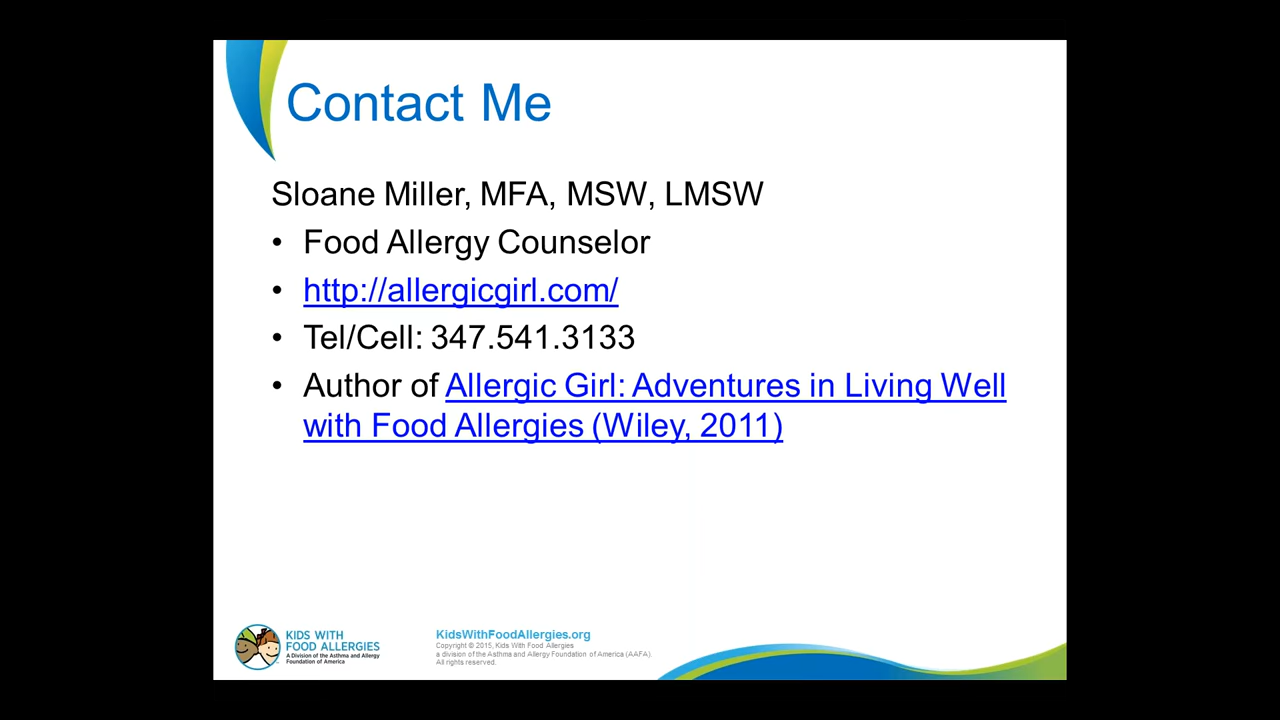 Contact Me
Sloane Miller, MFA, MSW, LMSW
• Food Allergy Counselor
• http://allergicgirl.com/
• Tel/Cell: 347.541.3133
• Author of Allergic Girl: Adventures in Living Well
with Food Allergies (Wiley, 2011)
KIDS WITH
FOOD ALLERGIES
A Division of the Asthma and Allergy
Foundation of America
KidsWithFoodAllergies.org
Copyright © 2015, Kids With Food Allergies
a division of the Asthma and Allergy Foundation of America (AAFA).
All rights reserved.